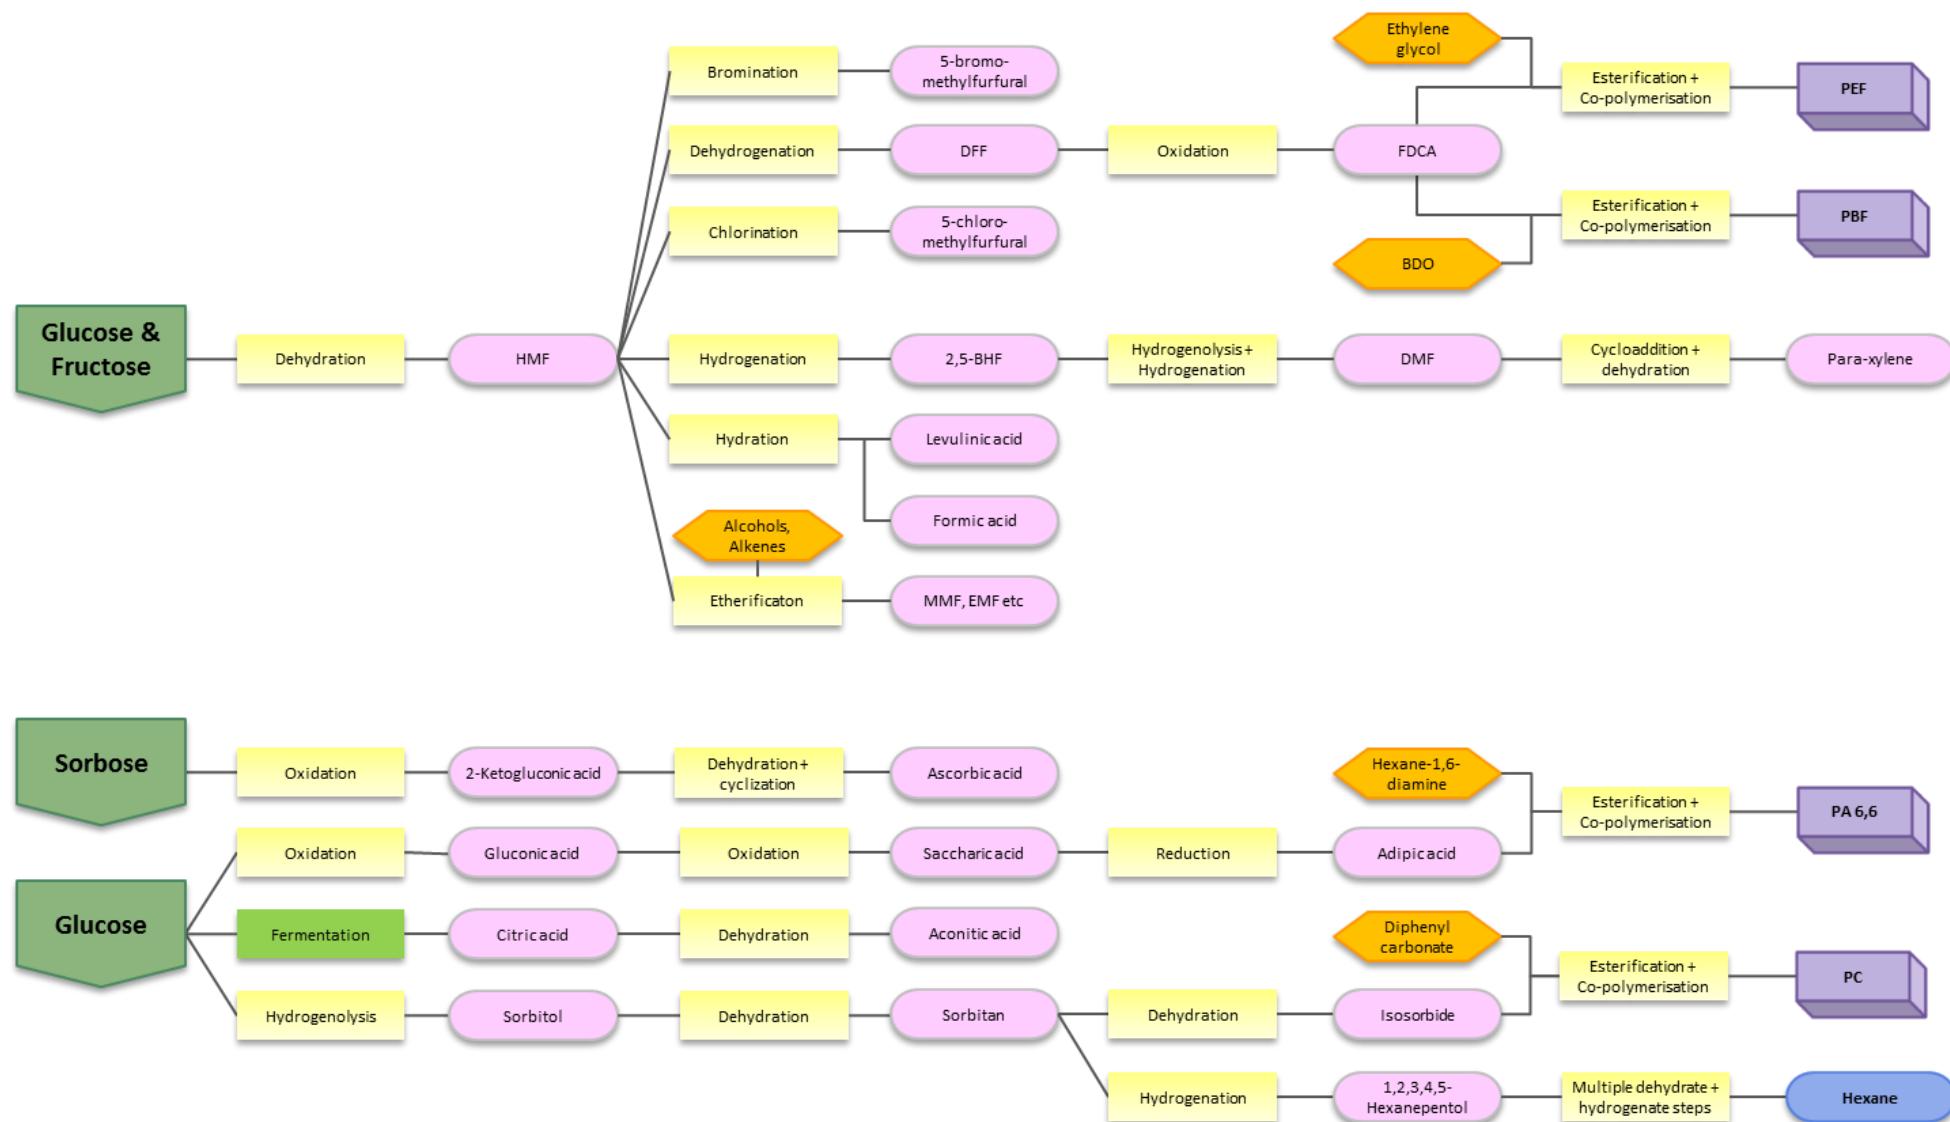 Ethylene
glycol
Bromination
5-bromo-
methylfurfural
Esterification +
Co-polymerisation
PEF
Dehydrogenation
DFF
Oxidation
FDCA
Chlorination
5-chloro-
methylfurfural
Esterification +
Co-polymerisation
PBF
BDO
Glucose &
Fructose
Dehydration
HMF
Hydrogenation
2,5-BHF
Hydrogenolysis +
Hydrogenation
DMF
Cycloaddition +
dehydration
Para-xylene
Hydration
Levulinic acid
Formic acid
Alcohols,
Alkenes
Etherificaton
MMF, EMF etc
Sorbose
Oxidation
2-Ketogluconic acid
Dehydration +
cyclization
Ascorbic acid
Hexane-1,6-
diamine
Esterification +
Co-polymerisation
PA 6,6
Oxidation
Gluconic acid
Oxidation
Saccharic acid
Reduction
Adipic acid
Glucose
Fermentation
Citric acid
Dehydration
Aconitic acid
Diphenyl
carbonate
Esterification +
Co-polymerisation
PC
Hydrogenolysis
Sorbitol
Dehydration
Sorbitan
Dehydration
Isosorbide
Hydrogenation
1,2,3,4,5-
Hexanepentol
Multiple dehydrate +
hydrogenate steps
Hexane